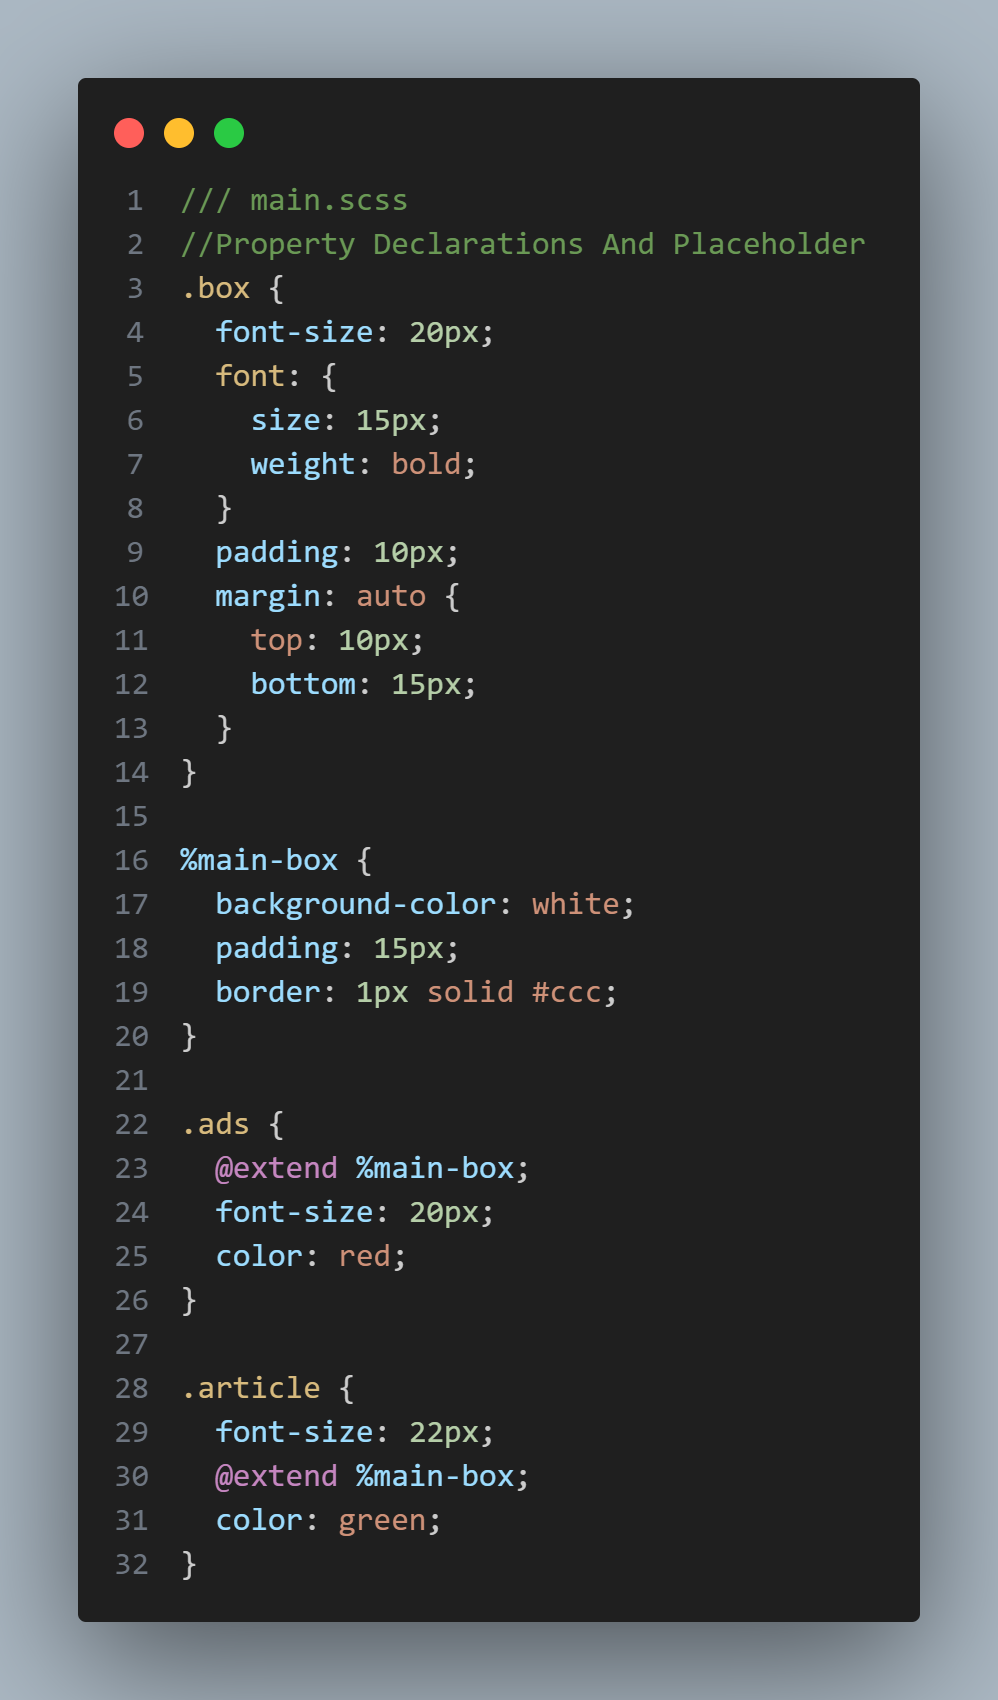 1 /// main.scss
2 //Property Declarations And Placeholder
3 .box {
4   font-size: 20px;
5   font: {
6     size: 15px;
7     weight: bold;
8   }
9   padding: 10px;
10   margin: auto {
11     top: 10px;
12     bottom: 15px;
13   }
14 }
15
16 %main-box {
17   background-color: white;
18   padding: 15px;
19   border: 1px solid #ccc;
20 }
21
22 .ads {
23   @extend %main-box;
24   font-size: 20px;
25   color: red;
26 }
27
28 .article {
29   font-size: 22px;
30   @extend %main-box;
31   color: green;
32 }